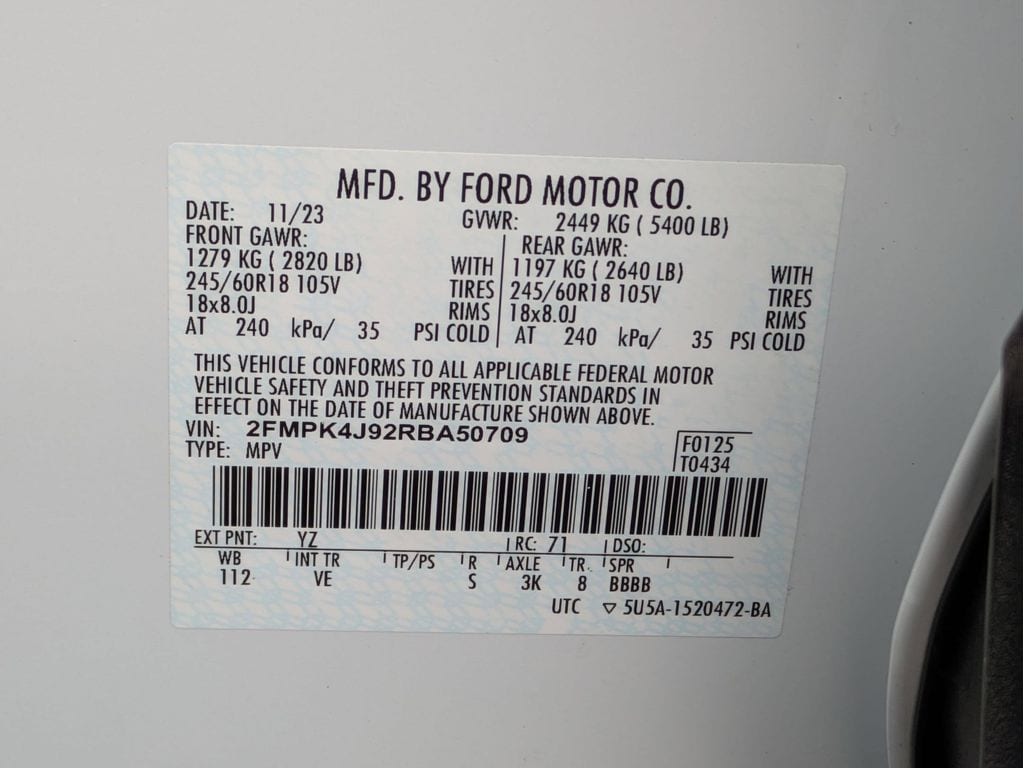 MFD. BY FORD MOTOR CO.
DATE: 11/23 GVWR: 2449 KG ( 5400 LB)
FRONT GAWR: REAR GAWR:
1279 KG ( 2820 LB) WITH 1197 KG ( 2640 LB) WITH
245/60R18 105V TIRES 245/60R18 105V TIRES
18x8.0J RIMS 18x8.0J RIMS
AT 240 kPa/ 35 PSI COLD AT 240 kPa/ 35 PSI COLD
THIS VEHICLE CONFORMS TO ALL APPLICABLE FEDERAL MOTOR
VEHICLE SAFETY AND THEFT PREVENTION STANDARDS IN
EFFECT ON THE DATE OF MANUFACTURE SHOWN ABOVE.
VIN: 2FMPK4J92RBA50709 F0125
TYPE: MPV T0434
EXT PNT: YZ RC: 71 DSO:
WB INT TR TP/PS R AXLE TR SPR
112 VE S 3K 8 BBBB
UTC ▽ 5U5A-1520472-BA